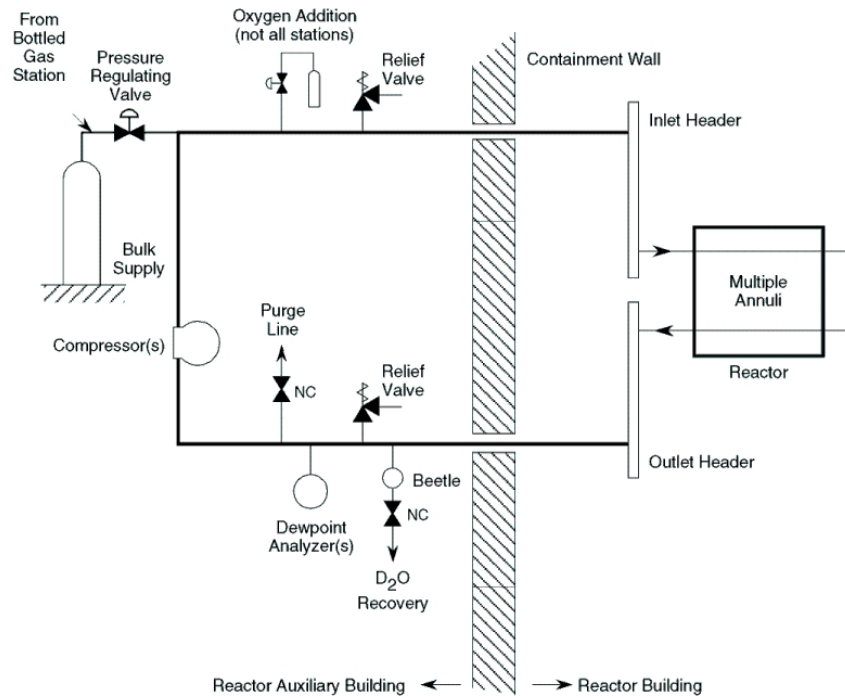 From
Bottled
Gas
Station
Pressure
Regulating
Valve
Oxygen Addition
(not all stations)
Relief
Valve
Containment Wall
Inlet Header
Bulk
Supply
Multiple
Annuli
Reactor
Compressor(s)
Purge
Line
NC
Relief
Valve
Outlet Header
Beetle
NC
Dewpoint
Analyzer(s)
D2O
Recovery
Reactor Auxiliary Building
Reactor Building